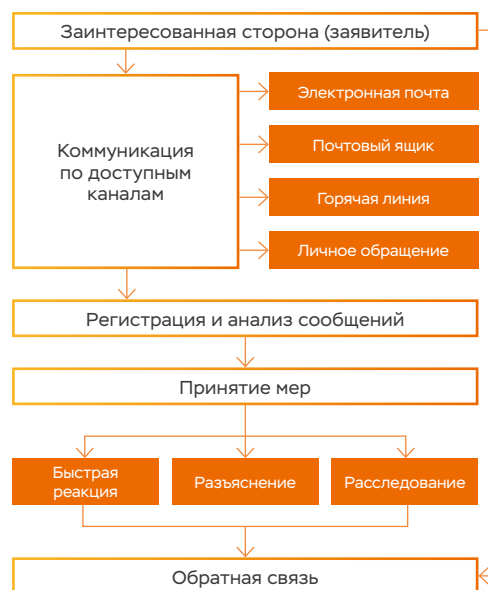 Заинтересованная сторона (заявитель)
Коммуникация
по доступным
каналам
Электронная почта
Почтовый ящик
Горячая линия
Личное обращение
Регистрация и анализ сообщений
Принятие мер
Быстрая
реакция
Разъяснение
Расследование
Обратная связь